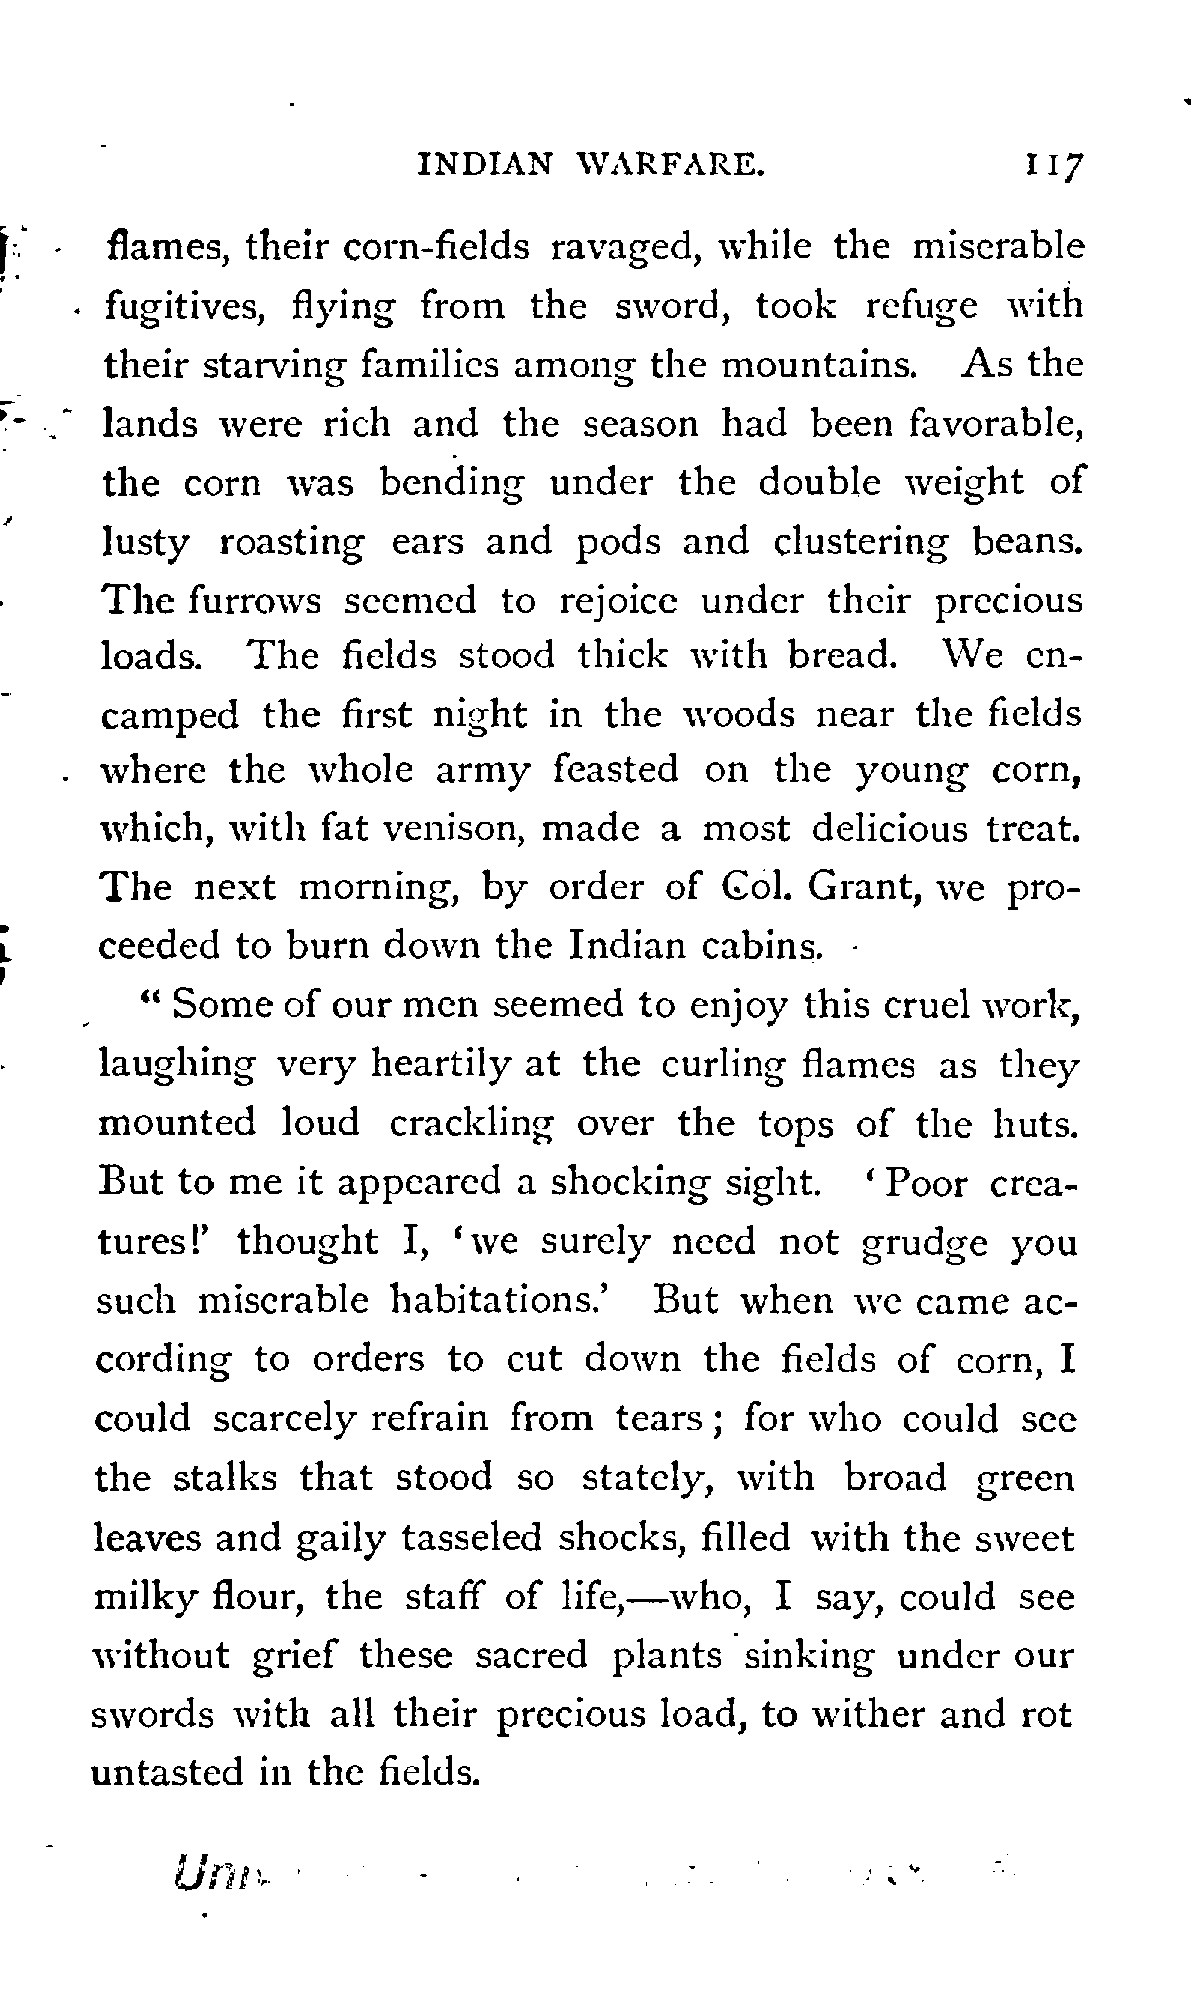 INDIAN WARFARE. 117
flames, their corn-fields ravaged, while the miserable
fugitives, flying from the sword, took refuge with
their starving families among the mountains. As the
lands were rich and the season had been favorable,
the corn was bending under the double weight of
lusty roasting ears and pods and clustering beans.
The furrows seemed to rejoice under their precious
loads. The fields stood thick with bread. We en-
camped the first night in the woods near the fields
where the whole army feasted on the young corn,
which, with fat venison, made a most delicious treat.
The next morning, by order of Col. Grant, we pro-
ceeded to burn down the Indian cabins.
“ Some of our men seemed to enjoy this cruel work,
laughing very heartily at the curling flames as they
mounted loud crackling over the tops of the huts.
But to me it appeared a shocking sight. ‘ Poor crea-
tures!’ thought I, ‘ we surely need not grudge you
such miserable habitations.’ But when we came ac-
cording to orders to cut down the fields of corn, I
could scarcely refrain from tears ; for who could see
the stalks that stood so stately, with broad green
leaves and gaily tasseled shocks, filled with the sweet
milky flour, the staff of life,—who, I say, could see
without grief these sacred plants sinking under our
swords with all their precious load, to wither and rot
untasted in the fields.